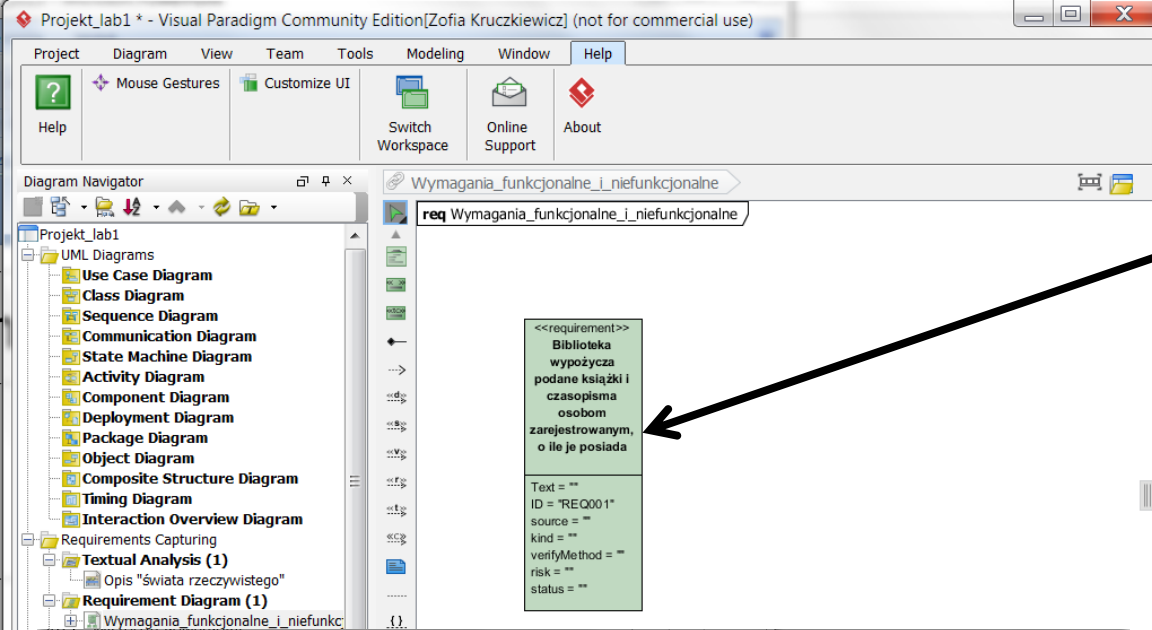 Projekt_lab1 * - Visual Paradigm Community Edition[Zofia Kruczkiewicz] (not for commercial use)
Project Diagram View Team Tools Modeling Window Help
Mouse Gestures Customize UI
Help Switch Workspace Online Support About
Diagram Navigator
Wymagania_funkcjonalne_i_niefunkcjonalne
req Wymagania_funkcjonalne_i_niefunkcjonalne
Projekt_lab1
UML Diagrams
Use Case Diagram
Class Diagram
Sequence Diagram
Communication Diagram
State Machine Diagram
Activity Diagram
Component Diagram
Deployment Diagram
Package Diagram
Object Diagram
Composite Structure Diagram
Timing Diagram
Interaction Overview Diagram
Requirements Capturing
Textual Analysis (1)
Opis "świata rzeczywistego"
Requirement Diagram (1)
Wymagania_funkcjonalne_i_niefunkc
<<requirement>>
Biblioteka
wypożycza
podane książki i
czasopisma
osobom
zarejestrowanym,
o ile je posiada
Text = ""
ID = "REQ001"
source = ""
kind = ""
verifyMethod = ""
risk = ""
status = ""